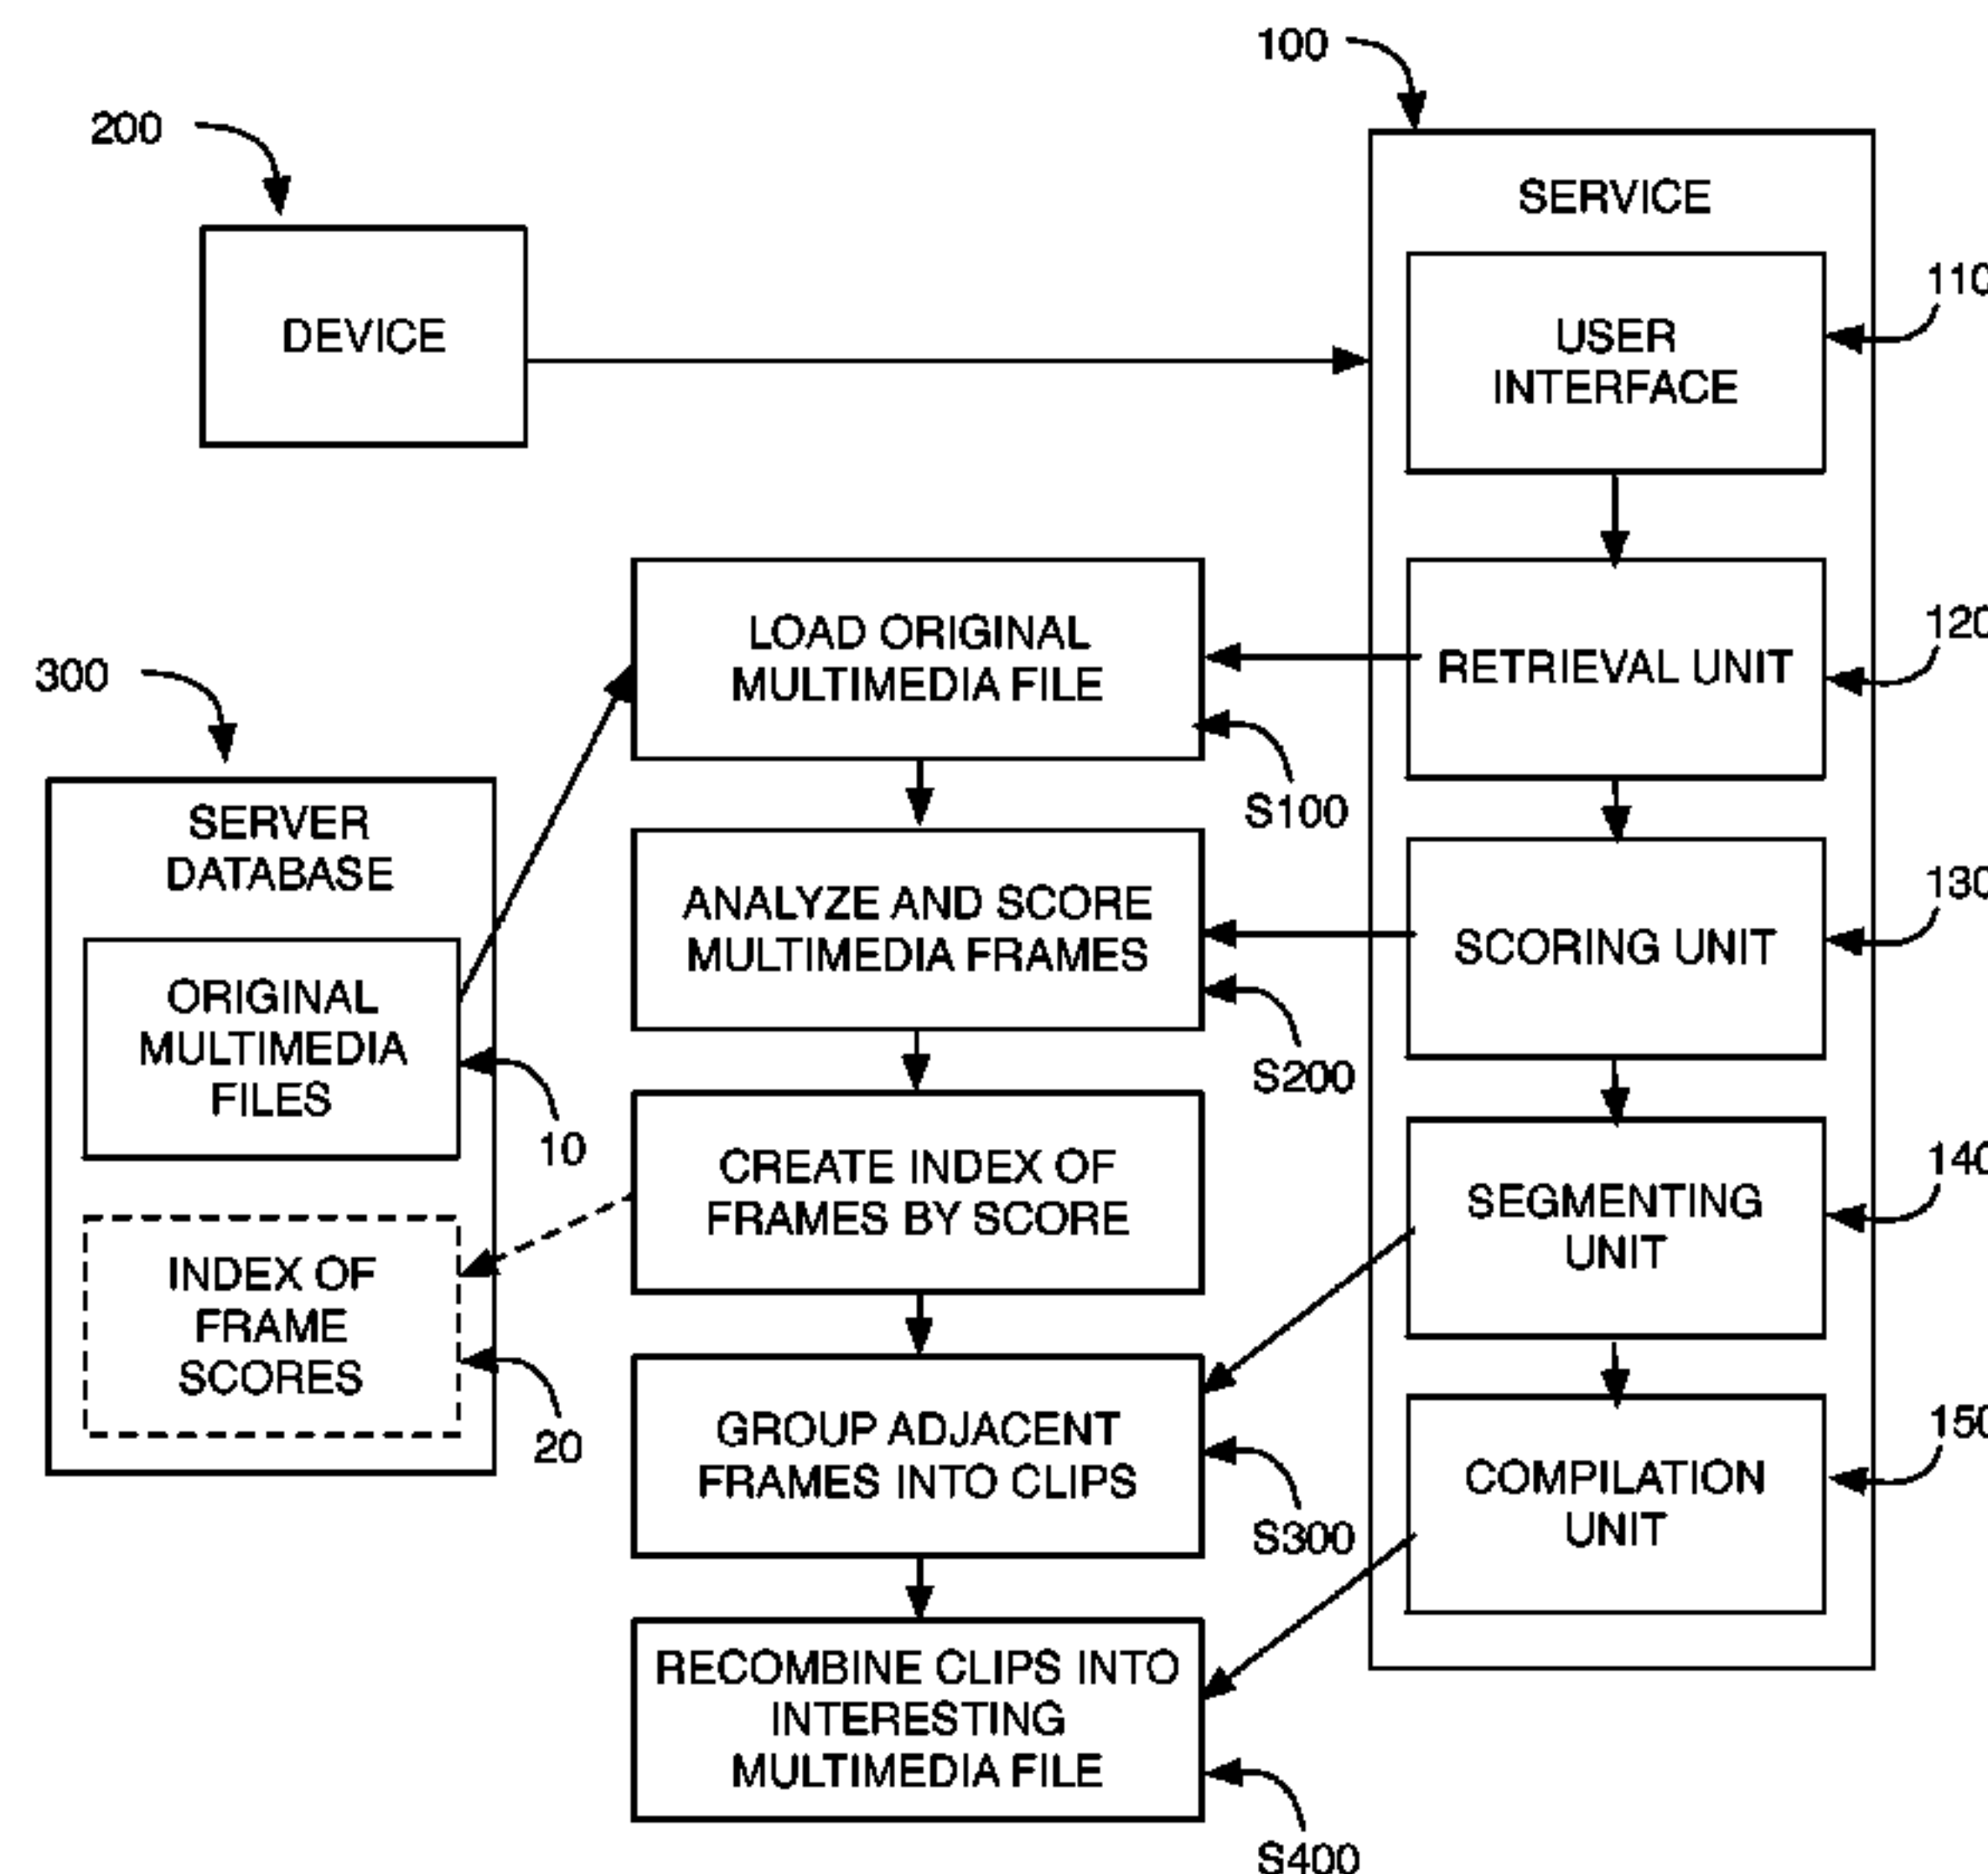 100
200
SERVICE
DEVICE
USER
INTERFACE
110
LOAD ORIGINAL
MULTIMEDIA FILE
S100
RETRIEVAL UNIT
120
300
SERVER
DATABASE
ORIGINAL
MULTIMEDIA
FILES
10
INDEX OF
FRAME
SCORES
20
ANALYZE AND SCORE
MULTIMEDIA FRAMES
S200
SCORING UNIT
130
CREATE INDEX OF
FRAMES BY SCORE
SEGMENTING
UNIT
140
GROUP ADJACENT
FRAMES INTO CLIPS
S300
COMPILATION
UNIT
150
RECOMBINE CLIPS INTO
INTERESTING
MULTIMEDIA FILE
S400